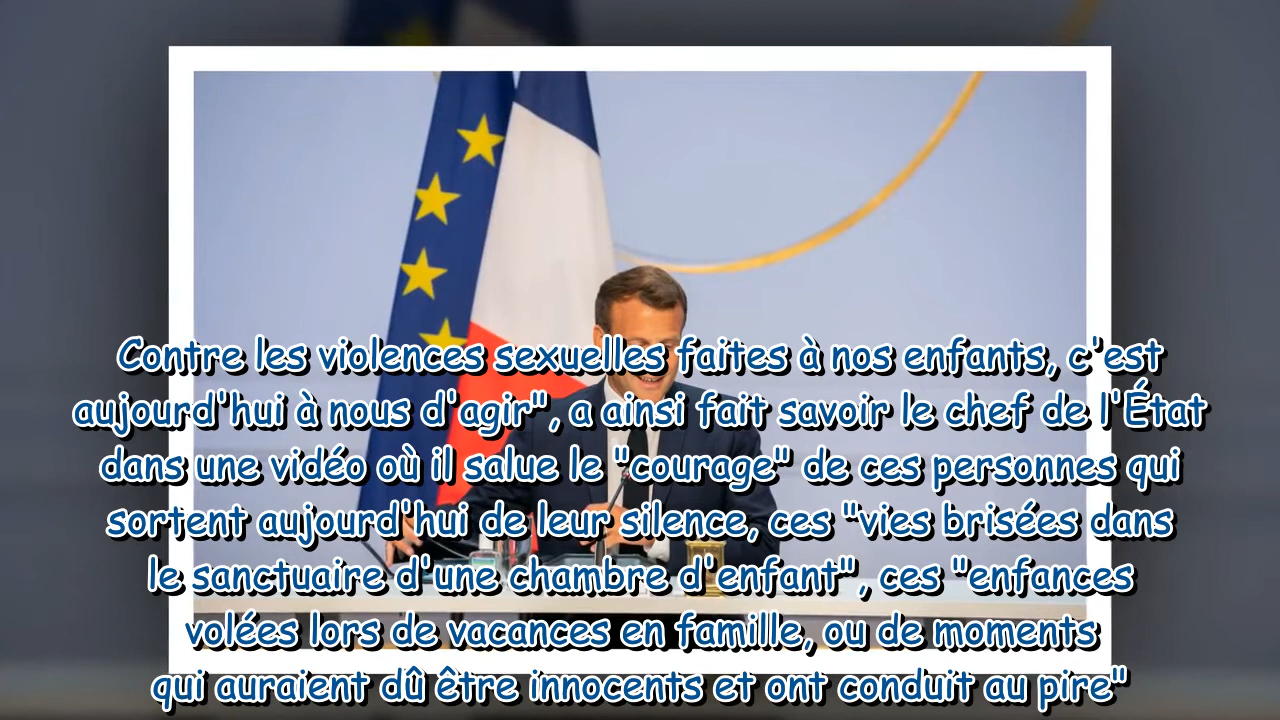 Contre les violences sexuelles faites à nos enfants, c'est
aujourd'hui à nous d'agir", a ainsi fait savoir le chef de l'État
dans une vidéo où il salue le "courage" de ces personnes qui
sortent aujourd'hui de leur silence, ces "vies brisées dans
le sanctuaire d'une chambre d'enfant", ces "enfances
volées lors de vacances en famille, ou de moments
qui auraient dû être innocents et ont conduit au pire"